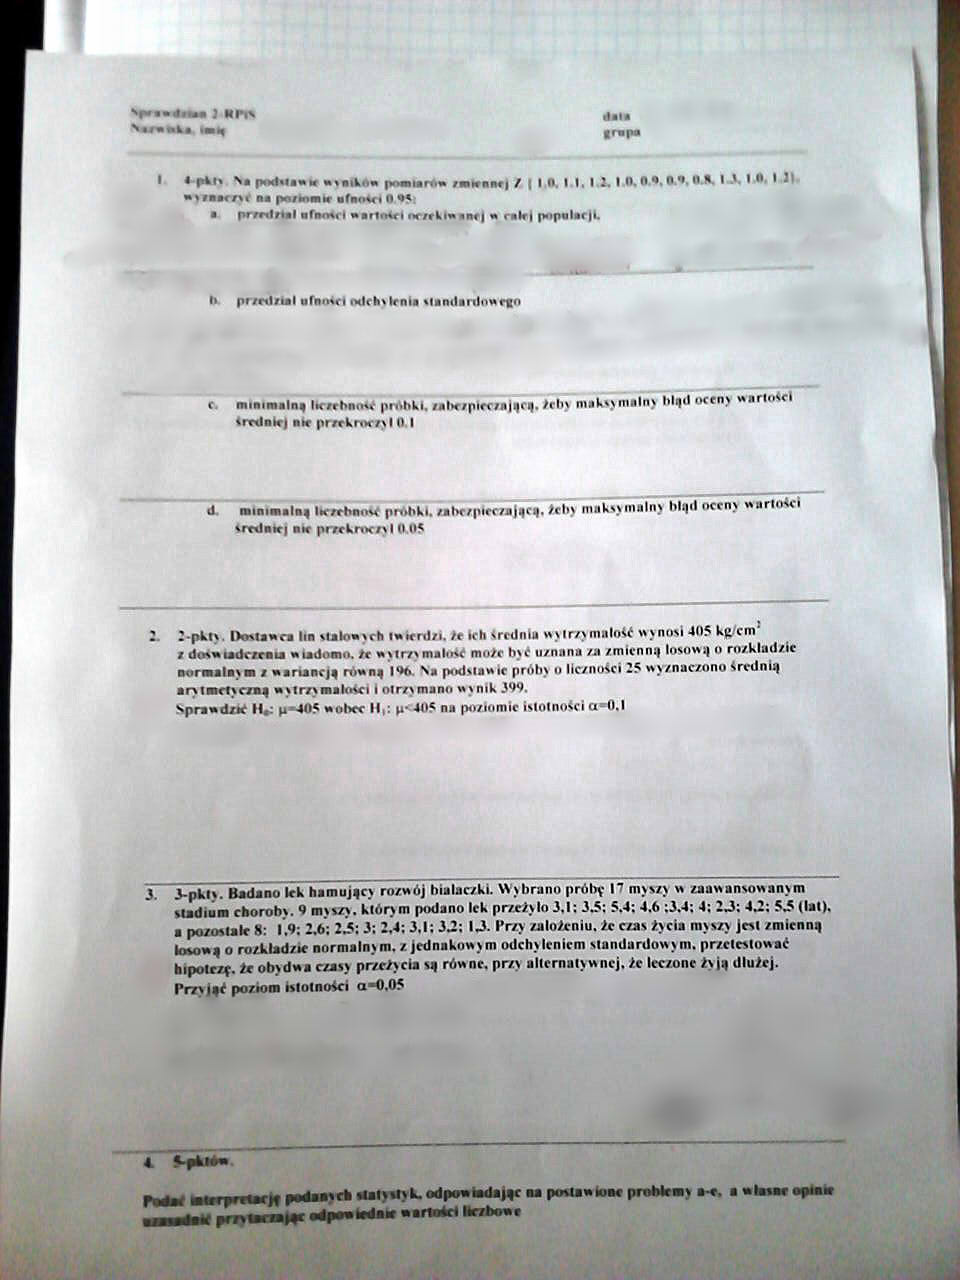 Sprawdzian 2 RPiS
Nazwiska, imię
data
grupa
1. 4-pkty. Na podstawie wyników pomiarów zmiennej Z { 1.0, 1.1, 1.2, 1.0, 0.9, 0.9, 0.8, 1.3, 1.0, 1.2},
wyznaczyć na poziomie ufności 0.95:
a. przedział ufności wartości oczekiwanej w całej populacji.
b. przedział ufności odchylenia standardowego
c. minimalną liczebność próbki, zabezpieczającą, żeby maksymalny błąd oceny wartości
średniej nie przekroczył 0.1
d. minimalną liczebność próbki, zabezpieczającą, żeby maksymalny błąd oceny wartości
średniej nie przekroczył 0.05
2. 2-pkty. Dostawca lin stalowych twierdzi, że ich średnia wytrzymałość wynosi 405 kg/cm²
z doświadczenia wiadomo, że wytrzymałość może być uznana za zmienną losową o rozkładzie
normalnym z wariancją równą 196. Na podstawie próby o liczności 25 wyznaczono średnią
arytmetyczną wytrzymałości i otrzymano wynik 399.
Sprawdzić H₀: μ=405 wobec H₁: μ<405 na poziomie istotności α=0,1
3. 3-pkty. Badano lek hamujący rozwój białaczki. Wybrano próbę 17 myszy w zaawansowanym
stadium choroby. 9 myszy, którym podano lek przeżyło 3,1; 3,5; 5,4; 4,6 ;3,4; 4; 2,3; 4,2; 5,5 (lat),
a pozostałe 8: 1,9; 2,6; 2,5; 3; 2,4; 3,1; 3,2; 1,3. Przy założeniu, że czas życia myszy jest zmienną
losową o rozkładzie normalnym, z jednakowym odchyleniem standardowym, przetestować
hipotezę, że obydwa czasy przeżycia są równe, przy alternatywnej, że leczone żyją dłużej.
Przyjąć poziom istotności α=0,05
4. 5-pktów.
Podać interpretację podanych statystyk, odpowiadając na postawione problemy a-e, a własne opinie
uzasadnić przytaczając odpowiednie wartości liczbowe